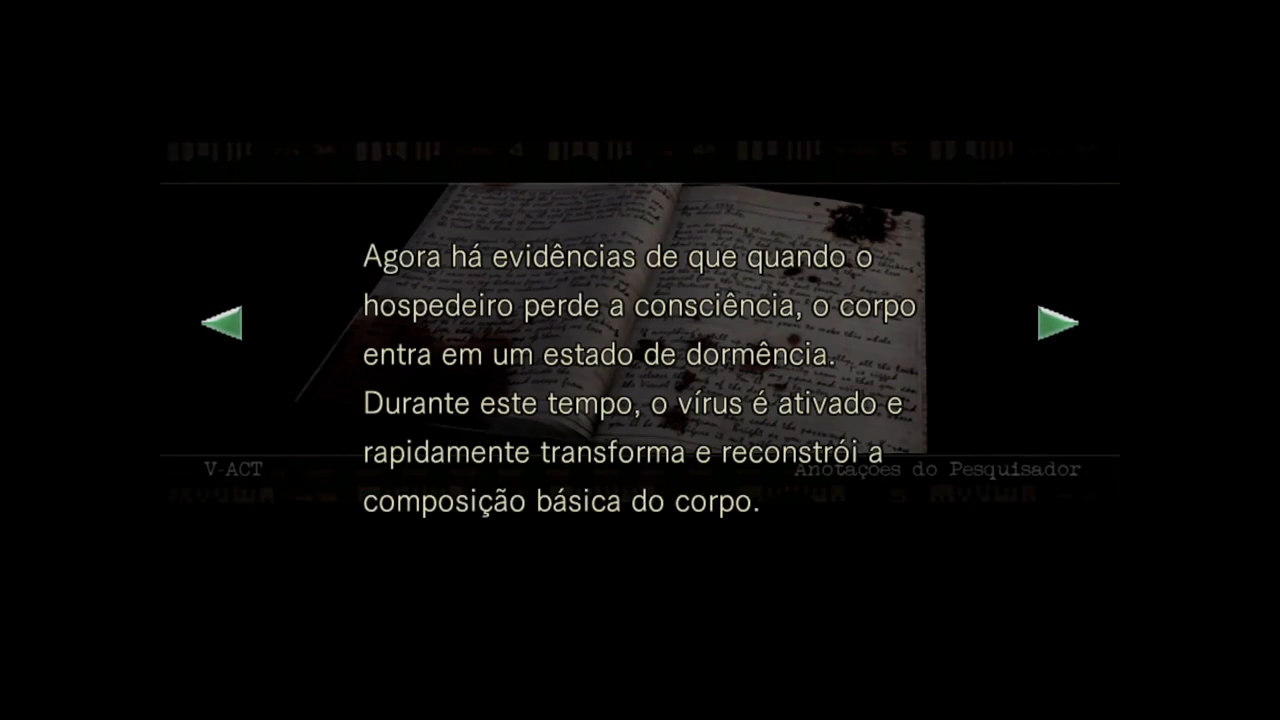 Agora há evidências de que quando o
hospedeiro perde a consciência, o corpo
entra em um estado de dormência.
Durante este tempo, o vírus é ativado e
rapidamente transforma e reconstrói a
composição básica do corpo.
V-ACT
Anotações do Pesquisador